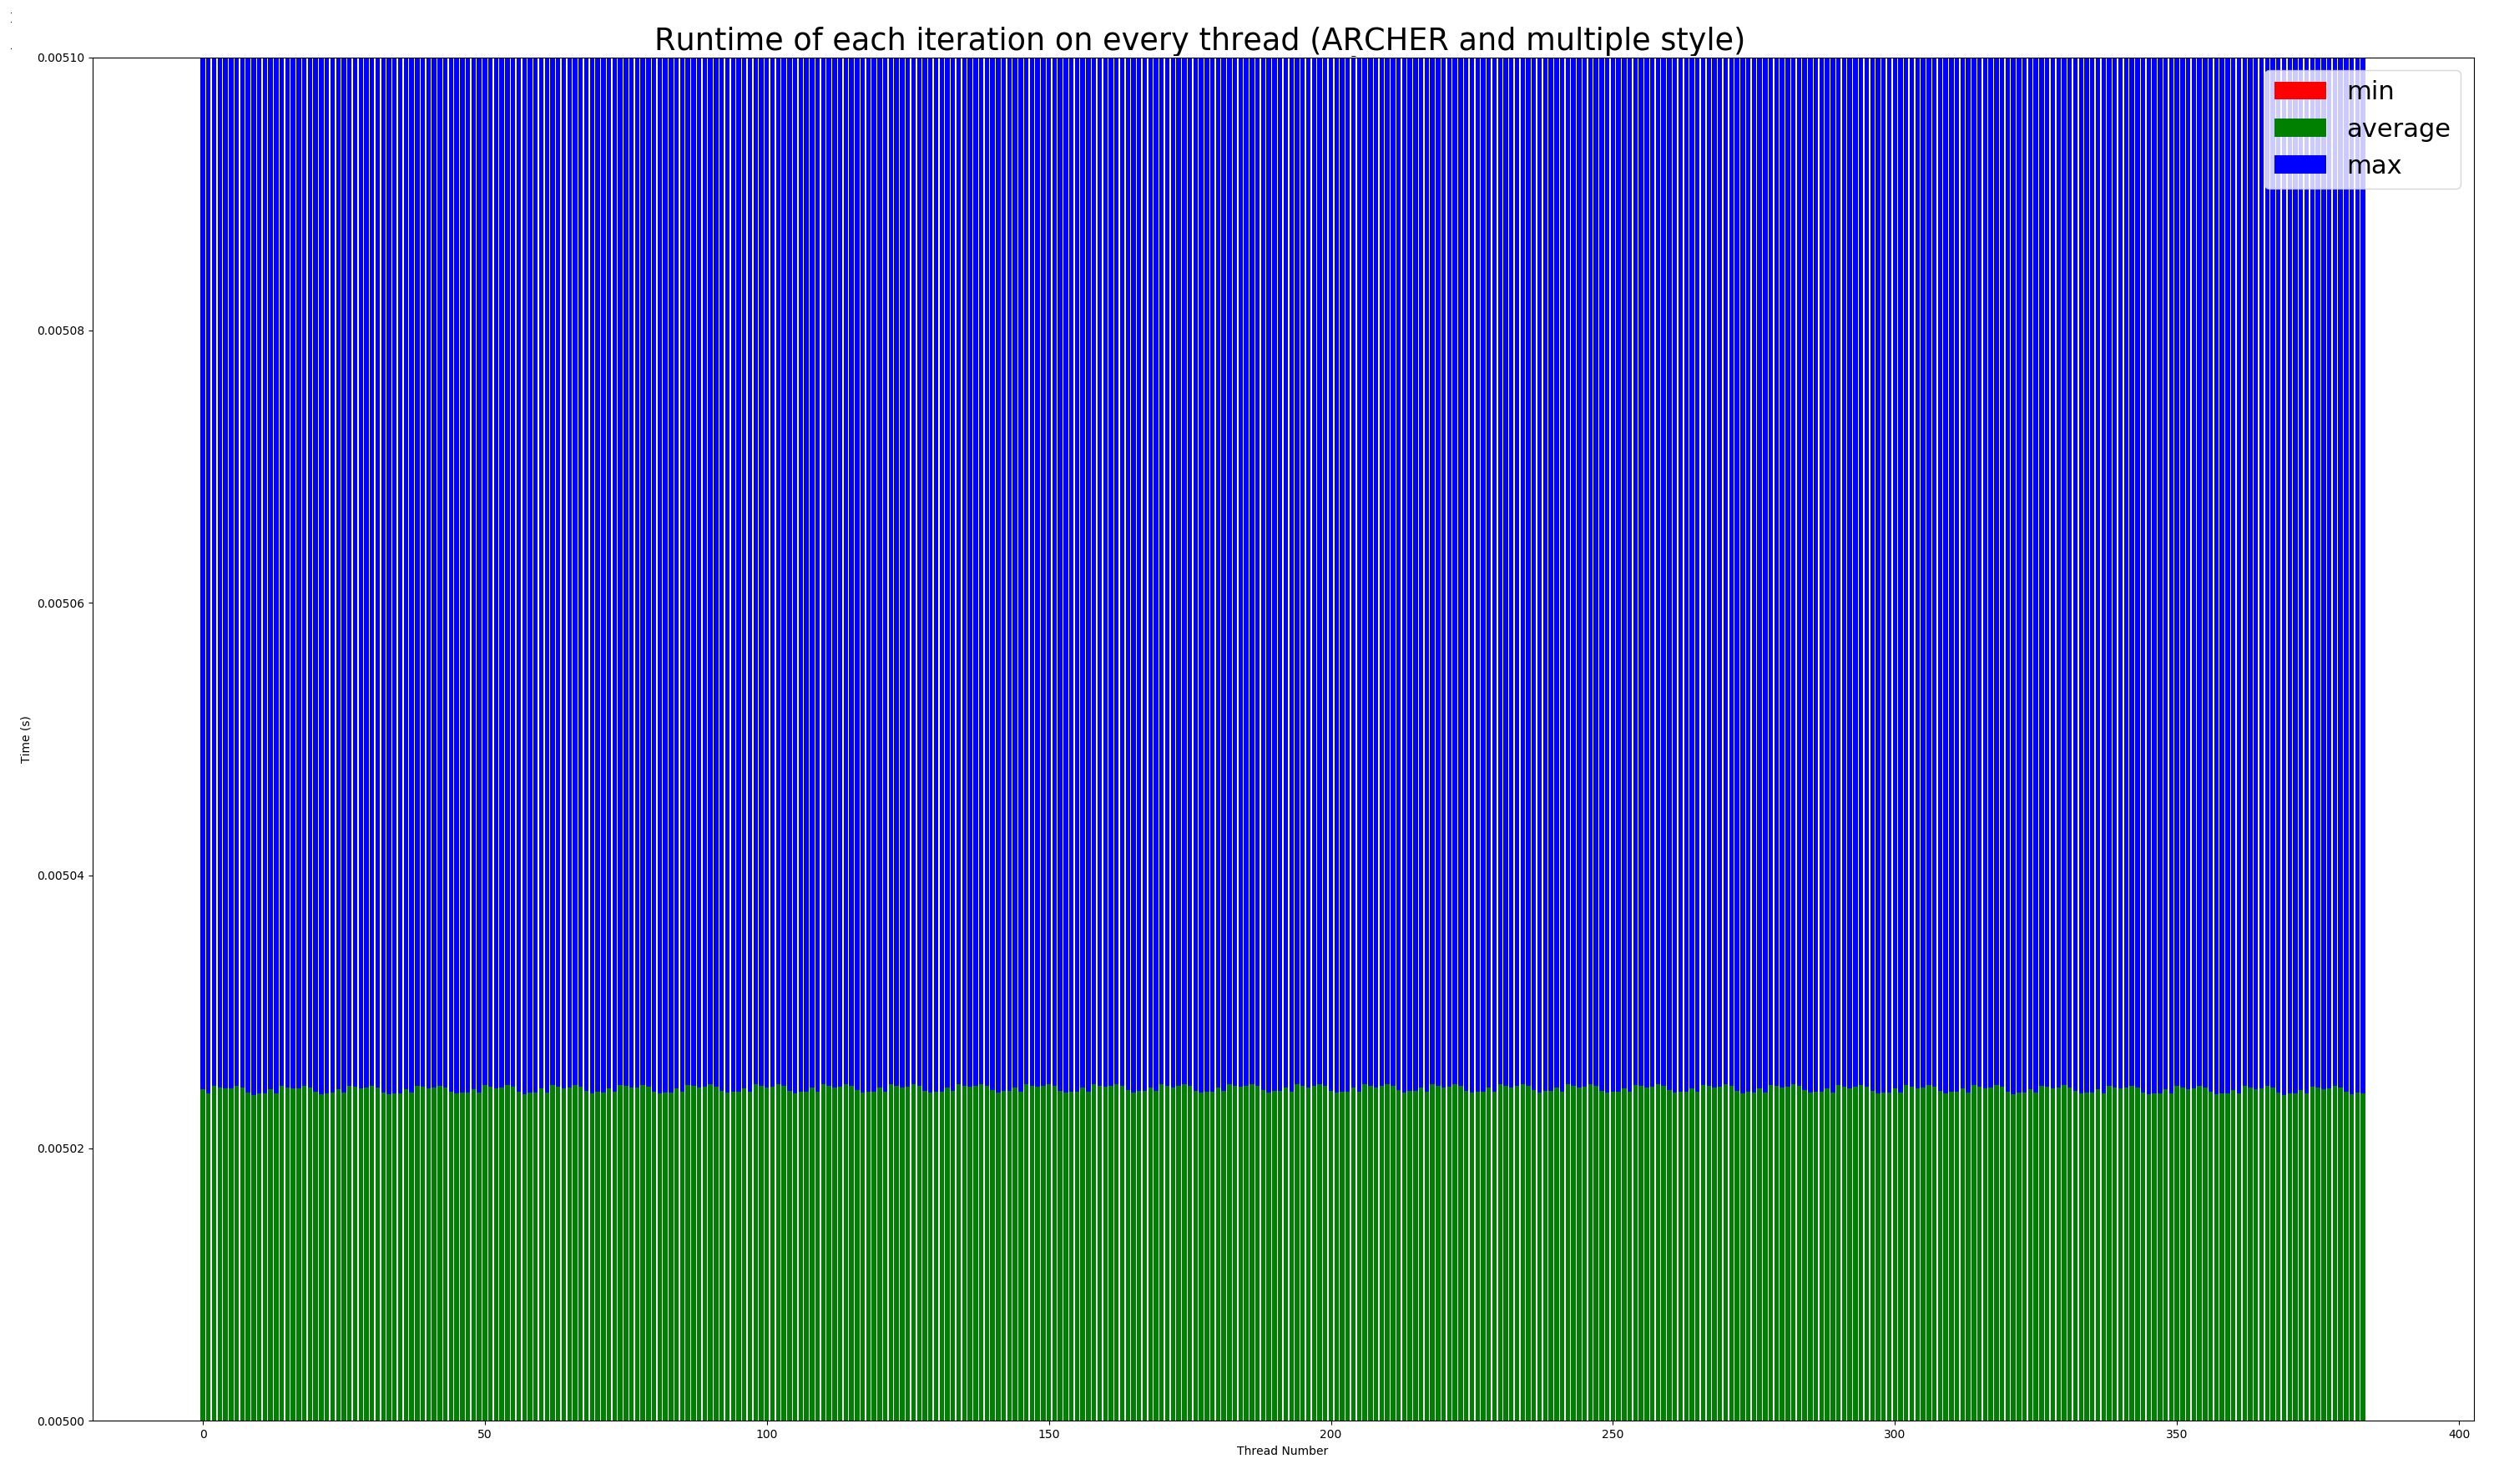 Runtime of each iteration on every thread (ARCHER and multiple style)
0.00510
0.00508
0.00506
0.00504
0.00502
0.00500
Time (s)
min
average
max
0 50 100 150 200 250 300 350 400
Thread Number